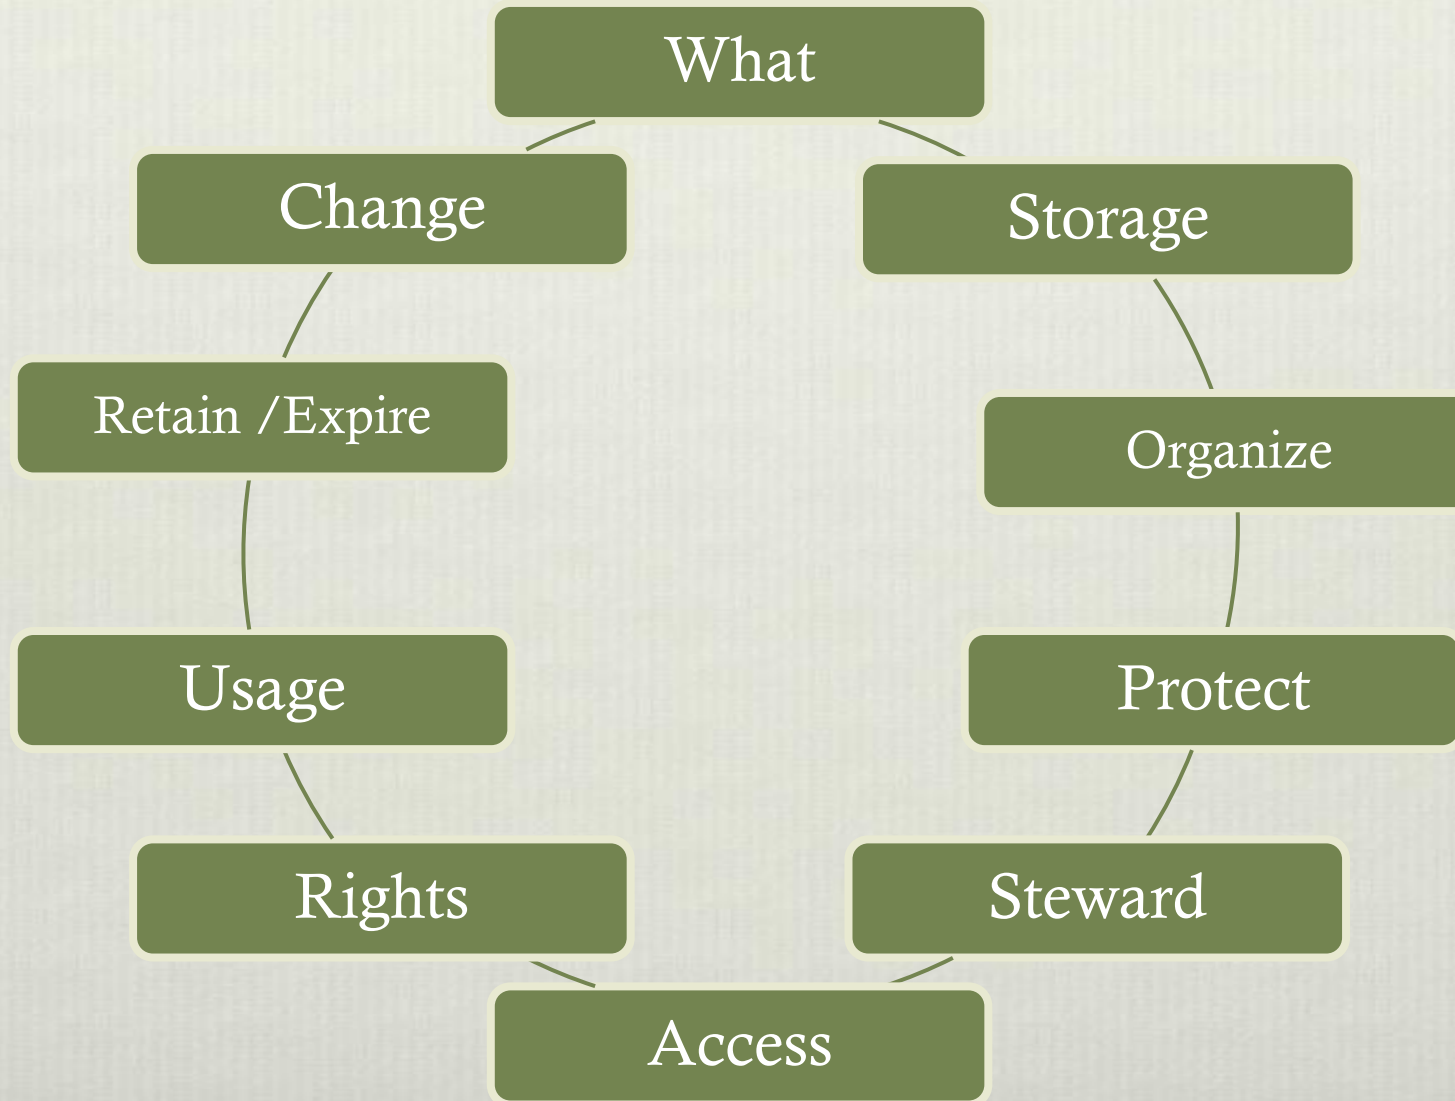 What
Change
Storage
Retain /Expire
Organize
Usage
Protect
Rights
Steward
Access